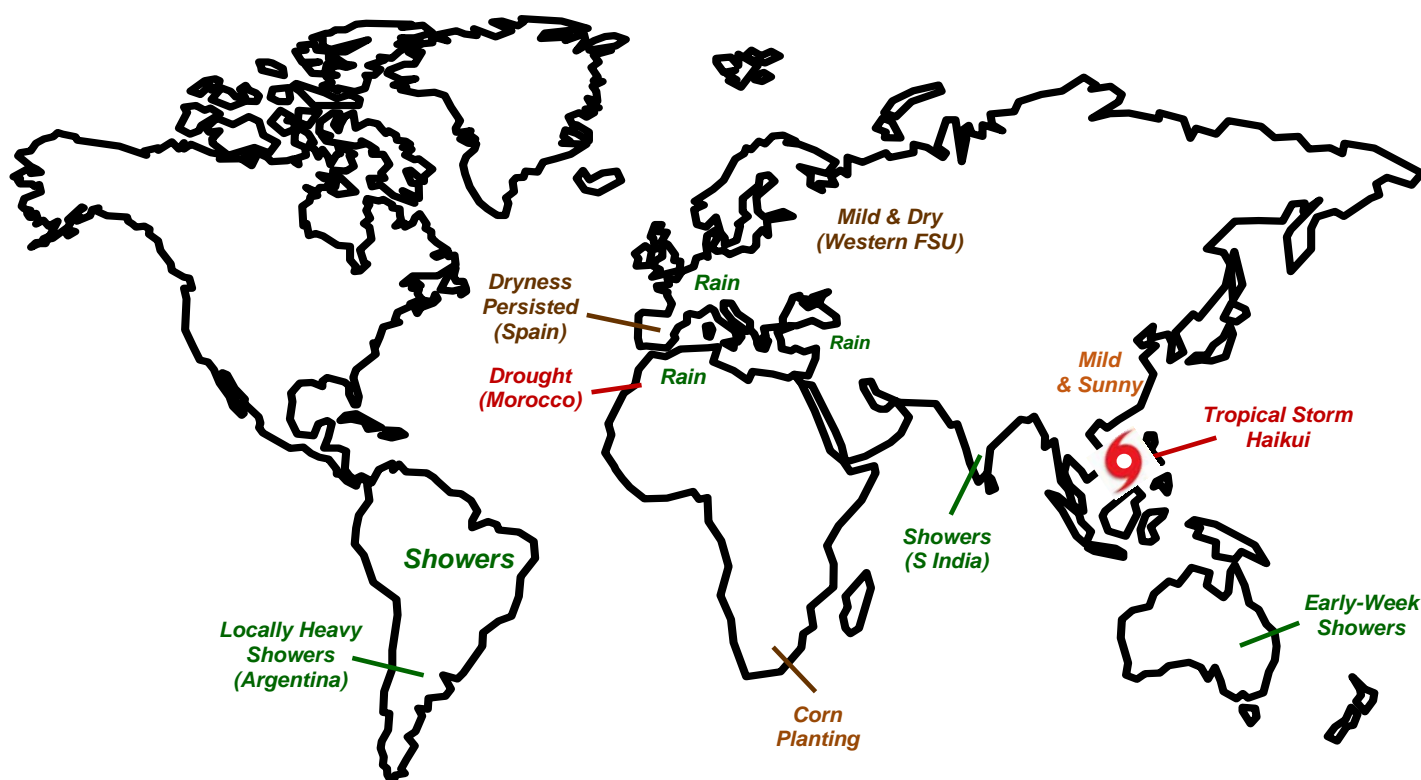 Mild & Dry
(Western FSU)
Dryness
Persisted
(Spain)
Rain
Rain
Drought
(Morocco)
Rain
Mild
& Sunny
Tropical Storm
Haikui
Showers
(S India)
Showers
Early-Week
Showers
Locally Heavy
Showers
(Argentina)
Corn
Planting